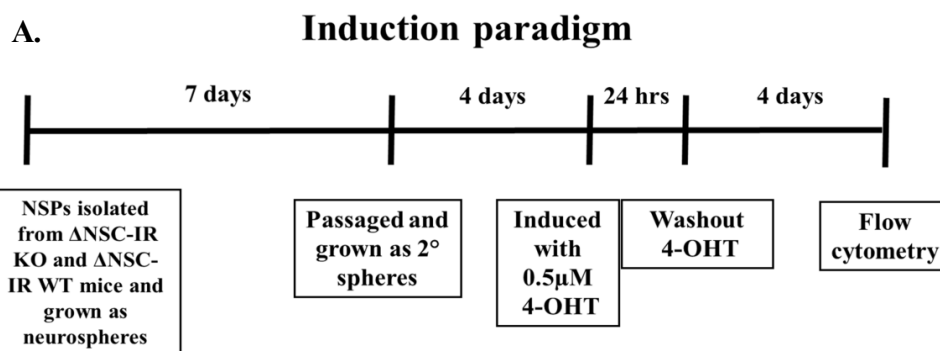 A.
Induction paradigm
7 days
4 days
24 hrs
4 days
NSPs isolated
from ΔNSC-IR
KO and ΔNSC-
IR WT mice and
grown as
neurospheres
Passaged and
grown as 2°
spheres
Induced
with
0.5µM
4-OHT
Washout
4-OHT
Flow
cytometry